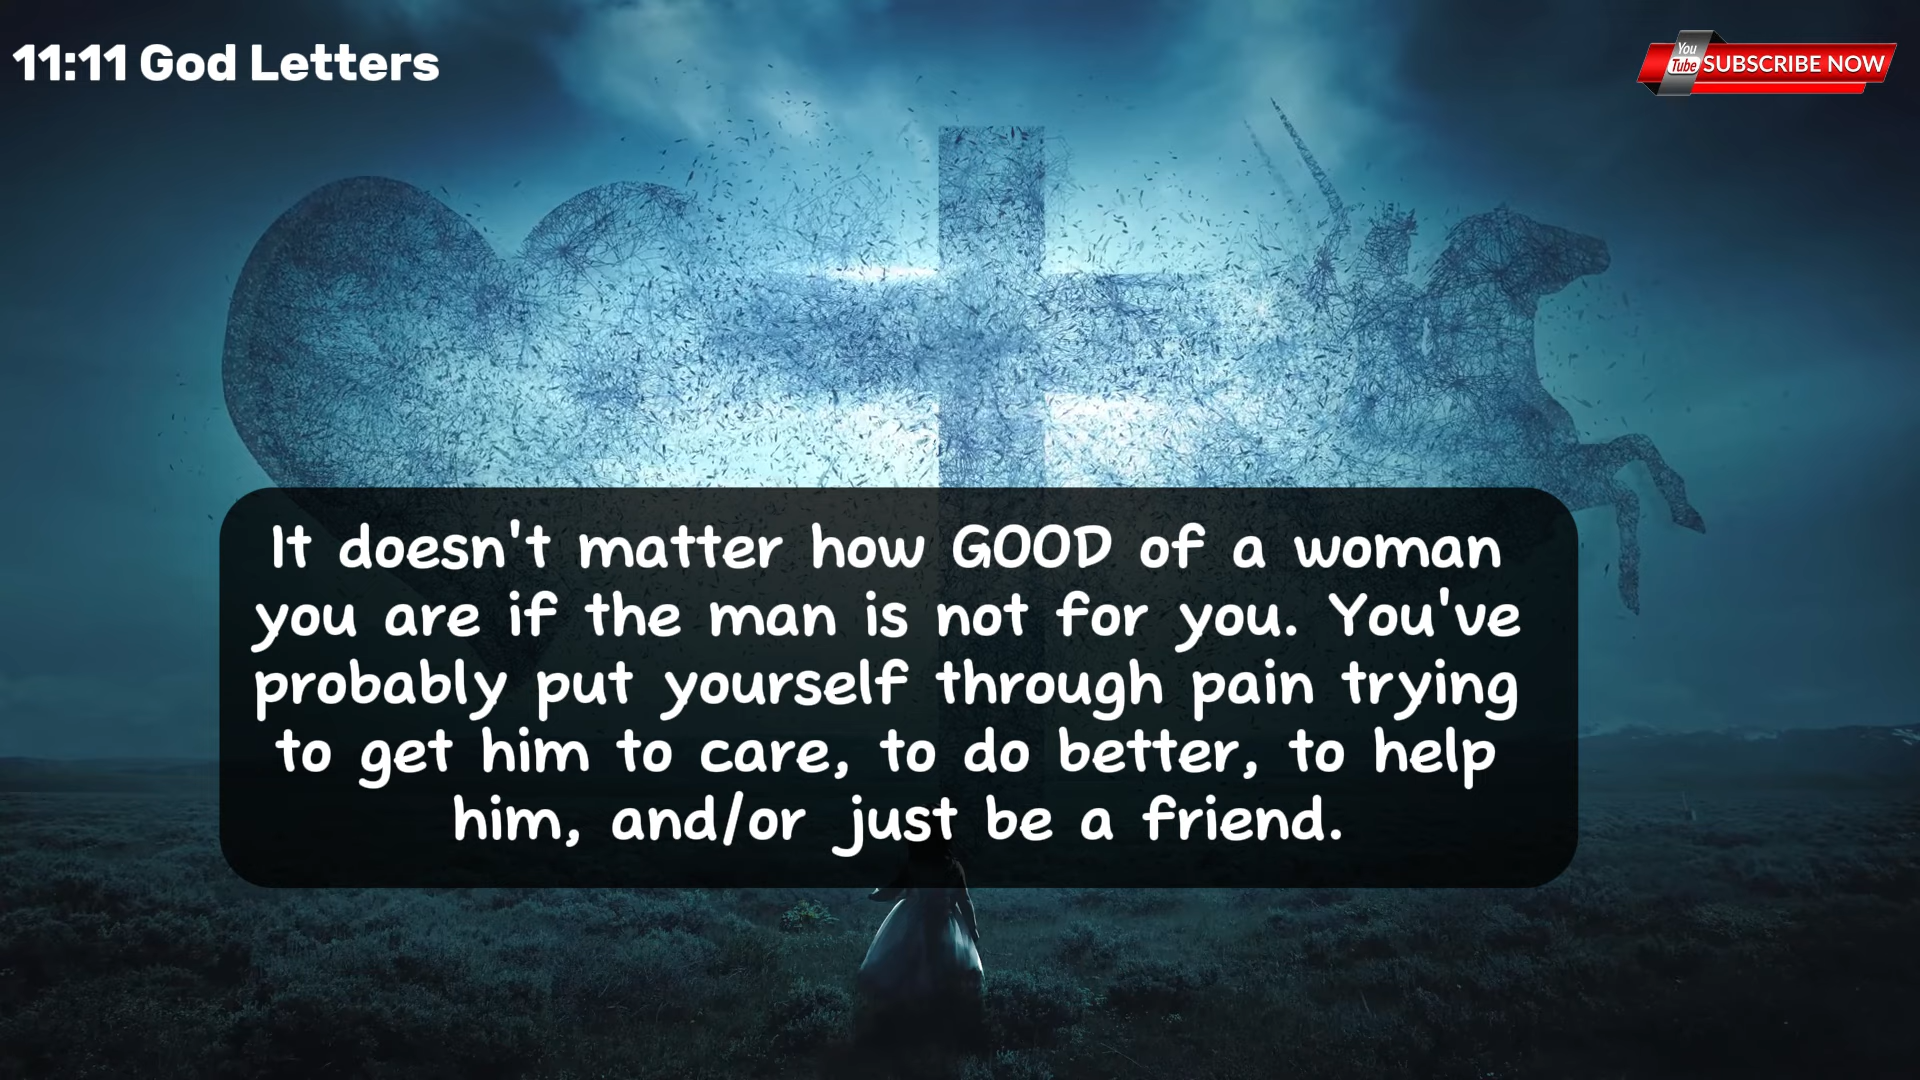 11:11 God Letters
You
Tube
SUBSCRIBE NOW
It doesn't matter how GOOD of a woman
you are if the man is not for you. You've
probably put yourself through pain trying
to get him to care, to do better, to help
him, and/or just be a friend.